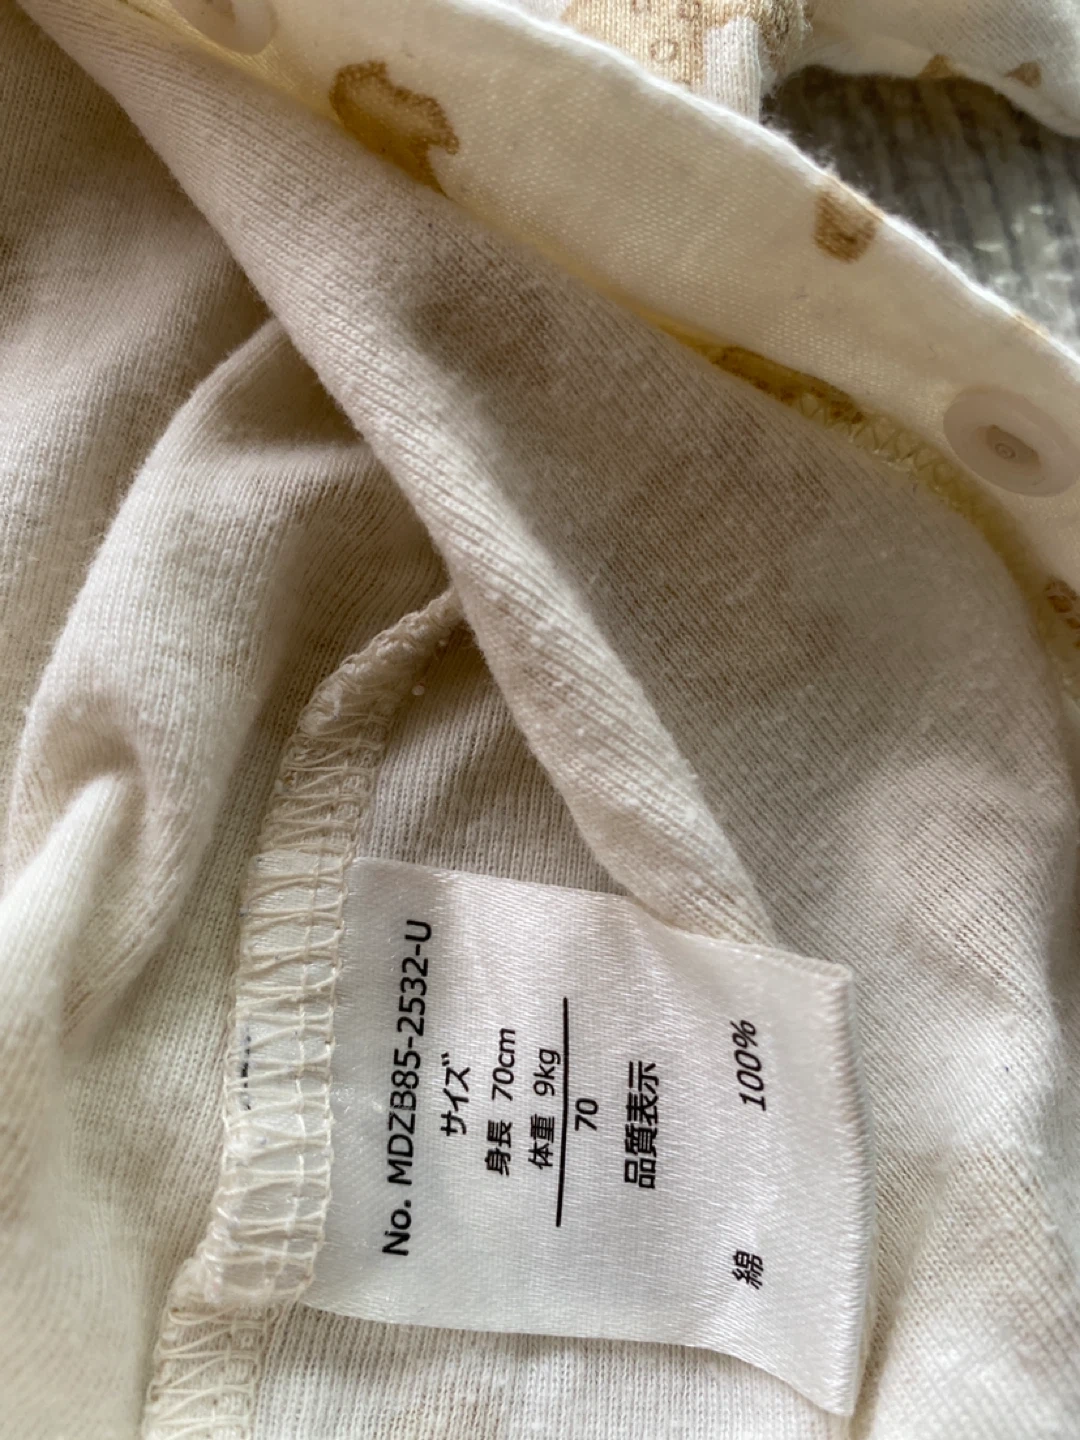 No. MDZB85-2532-U
サイズ
身長 70cm
体重 9kg
70
品質表示
綿 100%